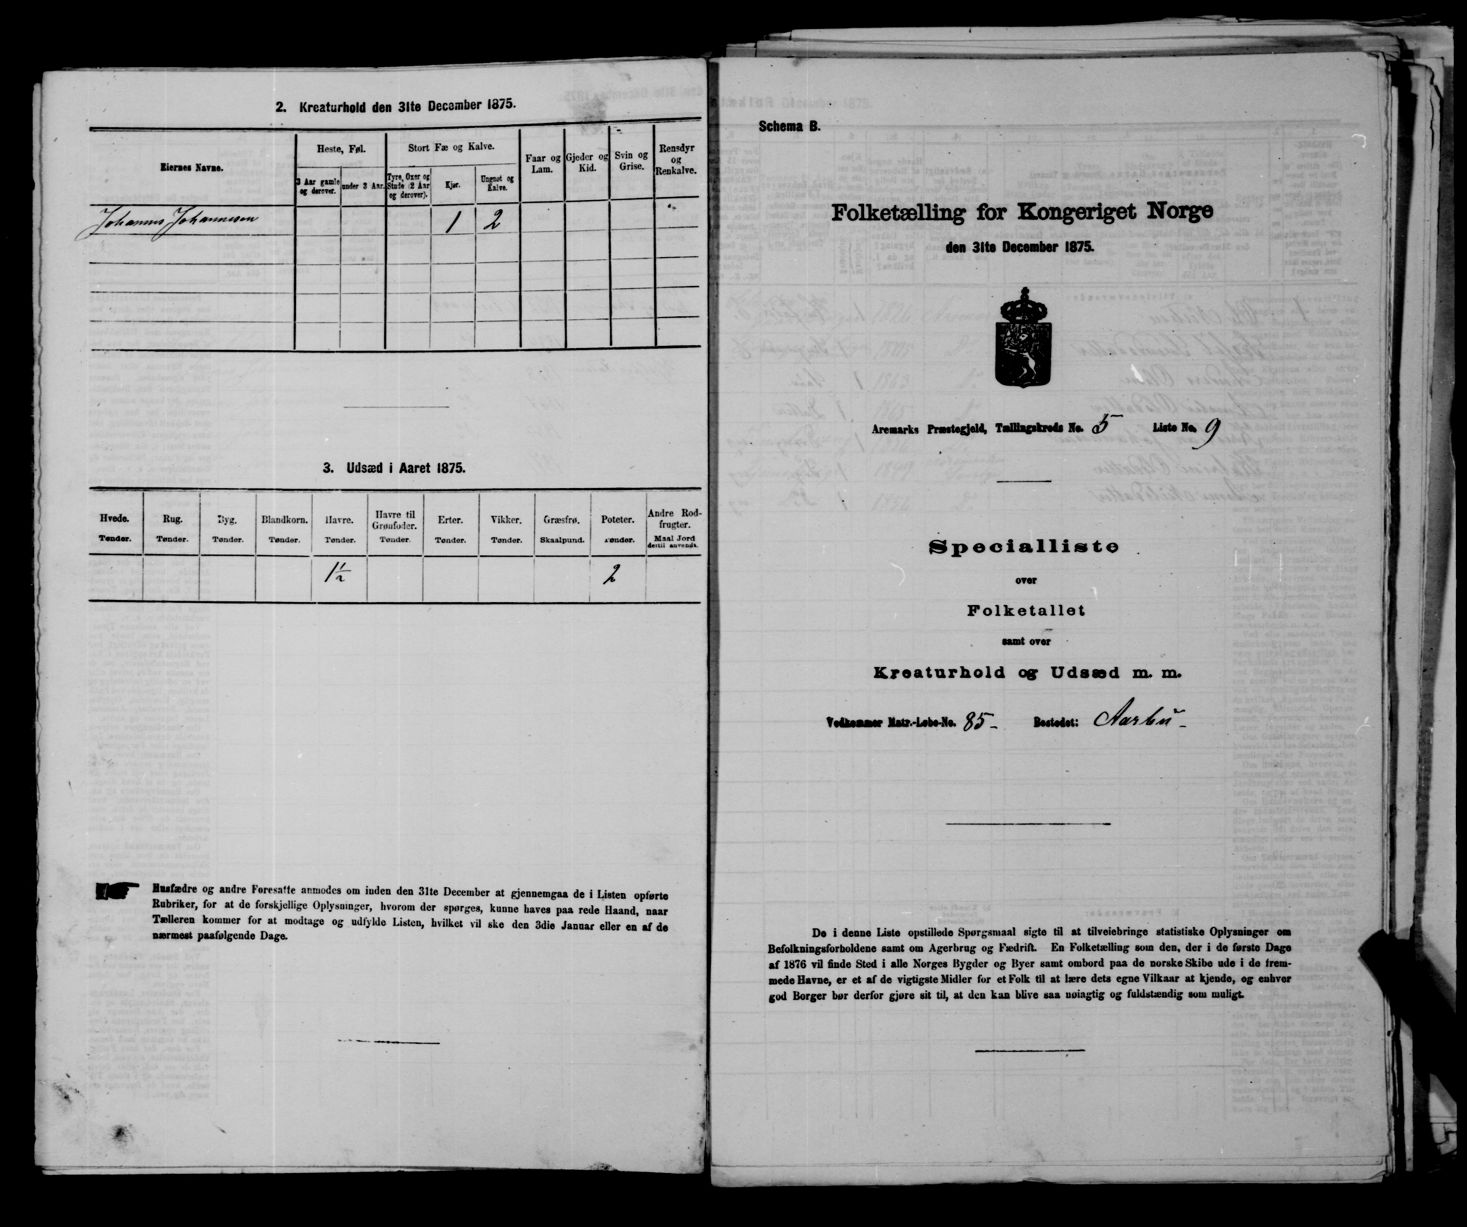 2. Kreaturhold den 31te December 1875.
Eiernes Navne.
Heste, Føl.
3 Aar gamle og derover.
under 3 Aar.
Stort Fæ og Kalve.
Tyre, Oxer og Stude (2 Aar og derover).
Kjør.
Ungnøt og Kalve.
Faar og Lam.
Gjeder og Kid.
Svin og Grise.
Rensdyr og Renkalve.
Johannes Johannesen 1 2
3. Udsæd i Aaret 1875.
Hvede. Rug. Byg. Blandkorn. Havre. Havre til Grønfoder. Erter. Vikker. Græsfrø. Poteter. Andre Rodfrugter.
Tønder. Tønder. Tønder. Tønder. Tønder. Tønder. Tønder. Tønder. Skaalpund. Tønder. Maal Jord dertil anvendt.
1½ 2
Husfædre og andre Foresatte anmodes om inden den 31te December at gjennemgaa de i Listen opførte
Rubriker, for at de forskjellige Oplysninger, hvorom der spørges, kunne haves paa rede Haand, naar
Tælleren kommer for at modtage og udfylde Listen, hvilket vil ske den 3die Januar eller en af de
nærmest paafølgende Dage.
Schema B.
Folketælling for Kongeriget Norge
den 31te December 1875.
Aremarks Præstegjeld, Tællingskreds No. 5 Liste No. 9
Specialliste
over
Folketallet
samt over
Kreaturhold og Udsæd m. m.
Vedkommer Matr.-Løbe-No. 85 - Bostedet: Aarbu -
De i denne Liste opstillede Spørgsmaal sigte til at tilveiebringe statistiske Oplysninger om
Befolkningsforholdene samt om Agerbrug og Fædrift. En Folketælling som den, der i de første Dage
af 1876 vil finde Sted i alle Norges Bygder og Byer samt ombord paa de norske Skibe ude i de frem-
mede Havne, er et af de vigtigste Midler for et Folk til at lære dets egne Vilkaar at kjende, og enhver
god Borger bør derfor gjøre sit til, at den kan blive saa nøiagtig og fuldstændig som muligt.